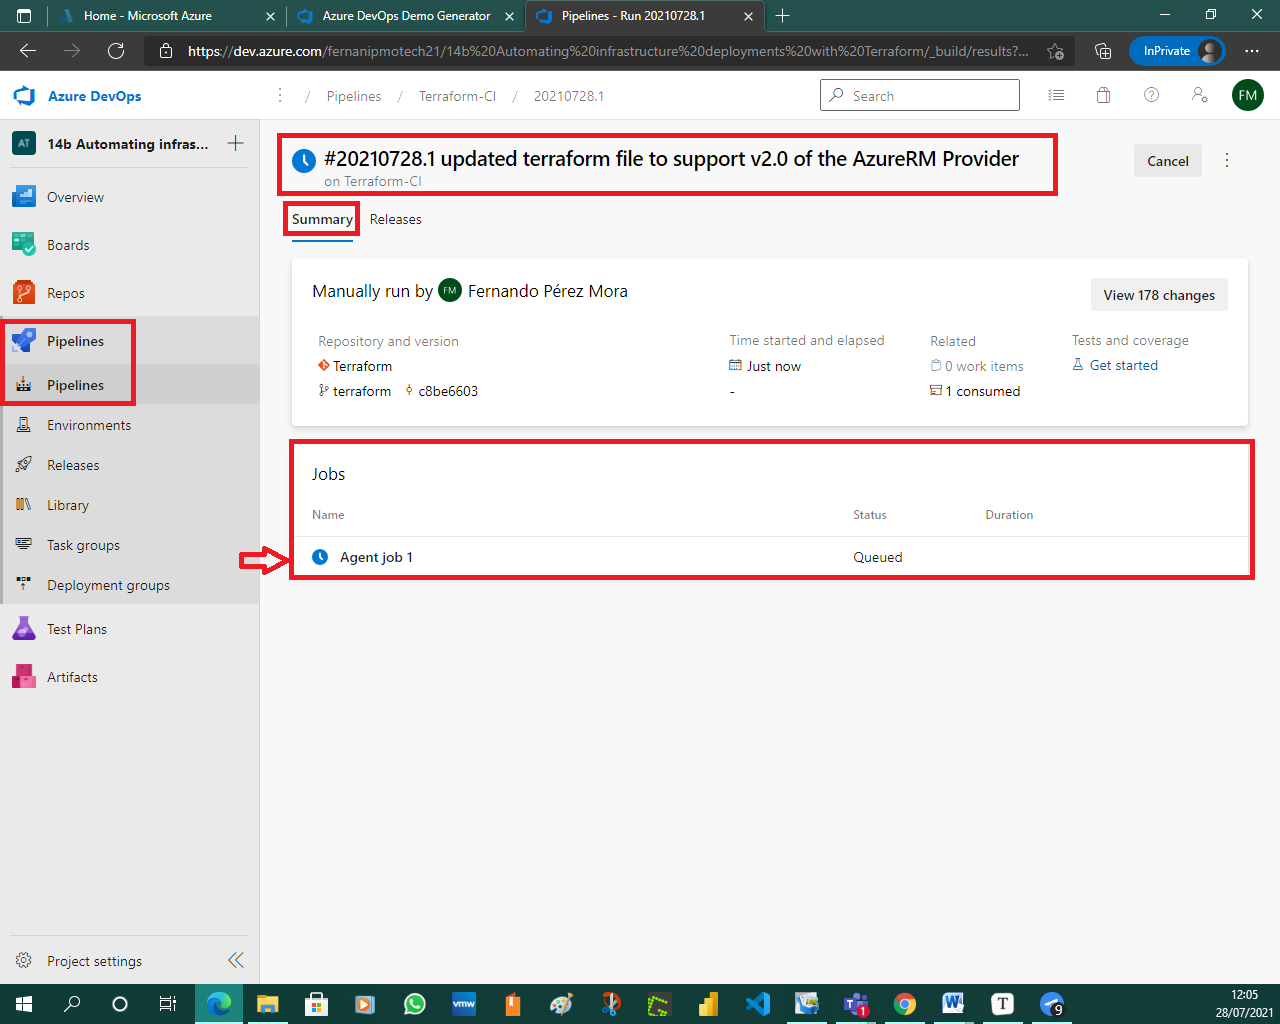 Home - Microsoft Azure
Azure DevOps Demo Generator
Pipelines - Run 20210728.1
https://dev.azure.com/fernanipmotech21/14b%20Automating%20infrastructure%20deployments%20with%20Terraform/_build/results?...
InPrivate
Azure DevOps
/ Pipelines / Terraform-CI / 20210728.1
Search
FM
AT
14b Automating infras...
Overview
Boards
Repos
Pipelines
Pipelines
Environments
Releases
Library
Task groups
Deployment groups
Test Plans
Artifacts
Project settings
#20210728.1 updated terraform file to support v2.0 of the AzureRM Provider
on Terraform-CI
Cancel
Summary
Releases
Manually run by FM Fernando Pérez Mora
View 178 changes
Repository and version
Time started and elapsed
Related
Tests and coverage
Terraform
Just now
0 work items
Get started
terraform c8be6603
-
1 consumed
Jobs
Name
Status
Duration
Agent job 1
Queued
vmw
1
W
T
9
12:05
28/07/2021